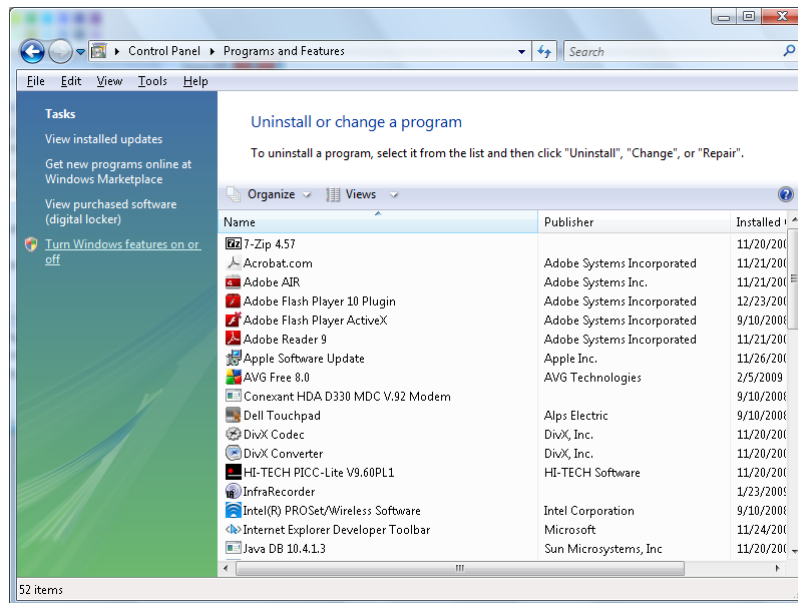 Control Panel ▸ Programs and Features
Search
File Edit View Tools Help
Tasks
View installed updates
Get new programs online at
Windows Marketplace
View purchased software
(digital locker)
Turn Windows features on or
off
Uninstall or change a program
To uninstall a program, select it from the list and then click "Uninstall", "Change", or "Repair".
Organize Views
Name Publisher Installed
7-Zip 4.57 11/20/200
Acrobat.com Adobe Systems Incorporated 11/21/200
Adobe AIR Adobe Systems Inc. 11/21/200
Adobe Flash Player 10 Plugin Adobe Systems Incorporated 12/23/200
Adobe Flash Player ActiveX Adobe Systems Incorporated 9/10/2008
Adobe Reader 9 Adobe Systems Incorporated 11/21/200
Apple Software Update Apple Inc. 11/26/200
AVG Free 8.0 AVG Technologies 2/5/2009
Conexant HDA D330 MDC V.92 Modem 9/10/2008
Dell Touchpad Alps Electric 9/10/2008
DivX Codec DivX, Inc. 11/20/200
DivX Converter DivX, Inc. 11/20/200
HI-TECH PICC-Lite V9.60PL1 HI-TECH Software 11/20/200
InfraRecorder 1/23/2009
Intel(R) PROSet/Wireless Software Intel Corporation 9/10/2008
Internet Explorer Developer Toolbar Microsoft 11/24/200
Java DB 10.4.1.3 Sun Microsystems, Inc 11/20/200
52 items